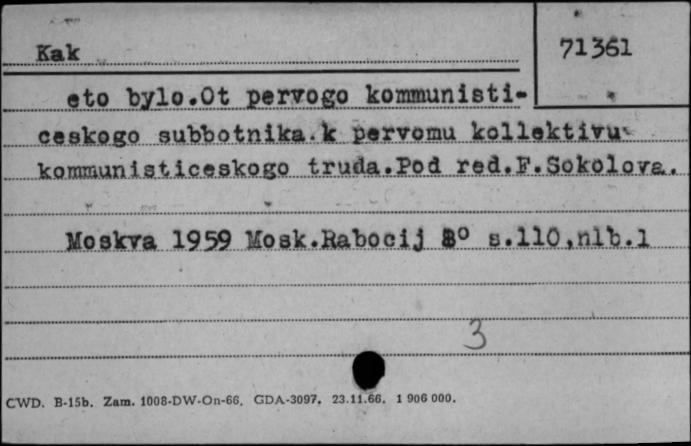 Kak
71361
eto bylo.Ot pervogo kommunisti-
ceskogo subbotnika.k pervomu kollektivu
kommunisticeskogo truda.Pod red.F.Sokolova.
Moskva 1959 Mosk.Rabocij 8° s.110,nlb.1
3
CWD. B-15b. Zam. 1008-DW-On-66. GDA-3097. 23.11.66. 1 906 000.